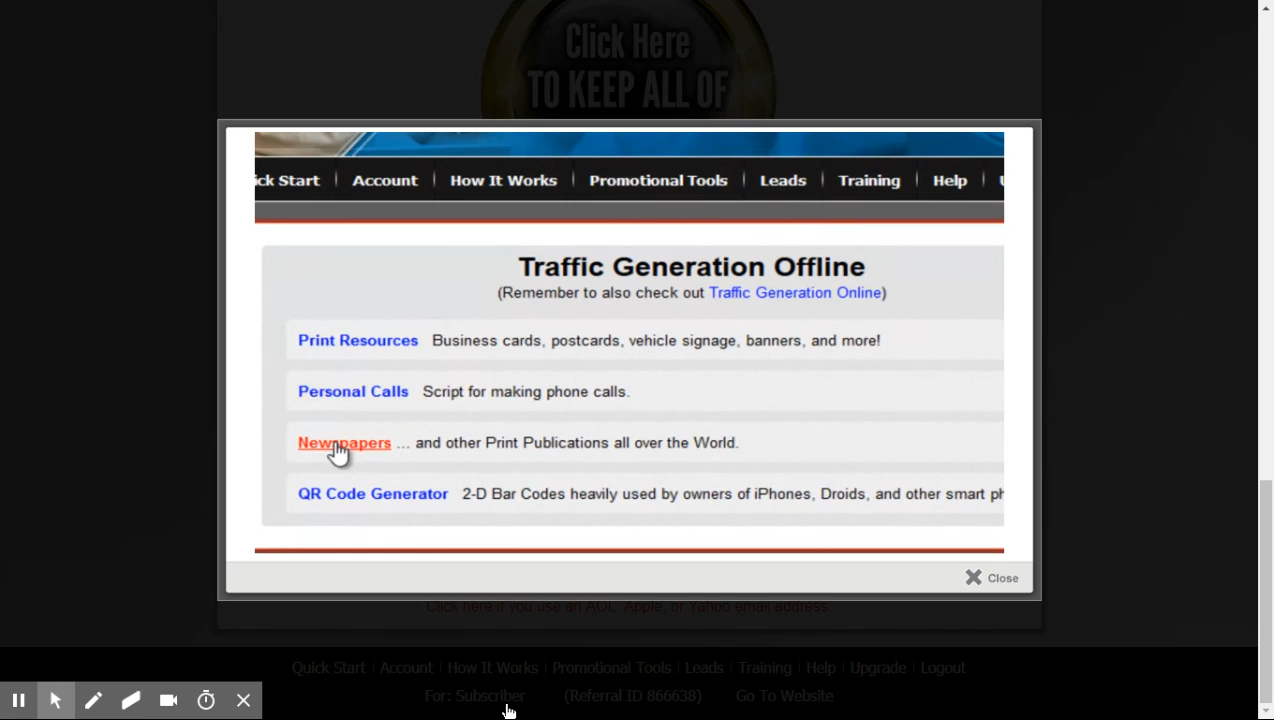 Click Here
TO KEEP ALL OF
ick Start Account How It Works Promotional Tools Leads Training Help
Traffic Generation Offline
(Remember to also check out Traffic Generation Online)
Print Resources Business cards, postcards, vehicle signage, banners, and more!
Personal Calls Script for making phone calls.
Newspapers ... and other Print Publications all over the World.
QR Code Generator 2-D Bar Codes heavily used by owners of iPhones, Droids, and other smart ph
Close
Click here if you use an AOL, Apple, or Yahoo email address
Quick Start Account How It Works Promotional Tools Leads Training Help Upgrade Logout
For: Subscriber (Referral ID 866638) Go To Website